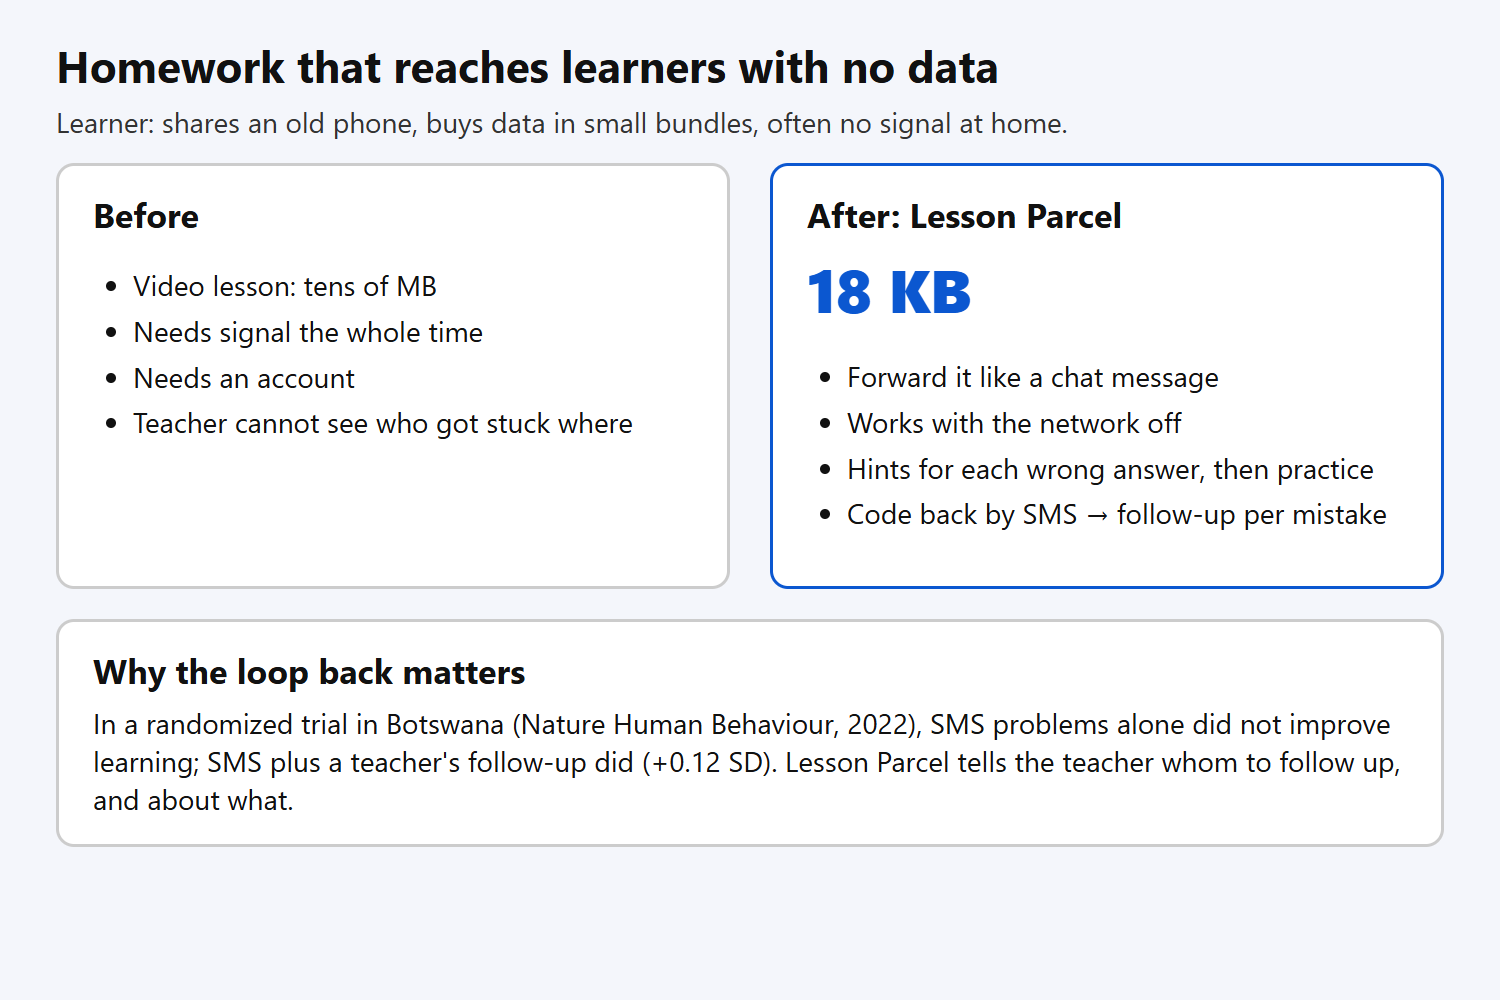 Homework that reaches learners with no data
Learner: shares an old phone, buys data in small bundles, often no signal at home.
Before
• Video lesson: tens of MB
• Needs signal the whole time
• Needs an account
• Teacher cannot see who got stuck where
After: Lesson Parcel
18 KB
• Forward it like a chat message
• Works with the network off
• Hints for each wrong answer, then practice
• Code back by SMS → follow-up per mistake
Why the loop back matters
In a randomized trial in Botswana (Nature Human Behaviour, 2022), SMS problems alone did not improve
learning; SMS plus a teacher's follow-up did (+0.12 SD). Lesson Parcel tells the teacher whom to follow up,
and about what.